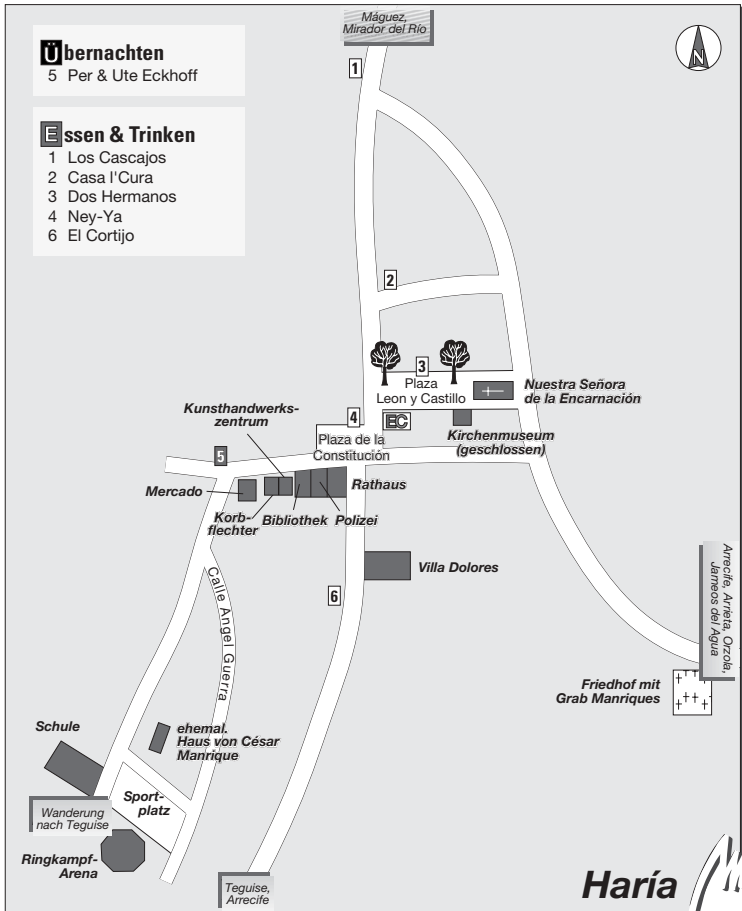 Máguez,
Mirador del Río
Übernachten
5 Per & Ute Eckhoff
Essen & Trinken
1 Los Cascajos
2 Casa l'Cura
3 Dos Hermanos
4 Ney-Ya
6 El Cortijo
N
1
2
3
Plaza
Leon y Castillo
Nuestra Señora
de la Encarnación
Kunsthandwerks-
zentrum
4
EC
Plaza de la
Constitución
Kirchenmuseum
(geschlossen)
5
Mercado
Rathaus
Korb-
flechter
Bibliothek
Polizei
Villa Dolores
6
Calle Angel Guerra
Arrecife, Arrieta, Orzola,
Jameos del Agua
Friedhof mit
Grab Manriques
Schule
ehemal.
Haus von César
Manrique
Sport-
platz
Wanderung
nach Teguise
Ringkampf-
Arena
Teguise,
Arrecife
Haría